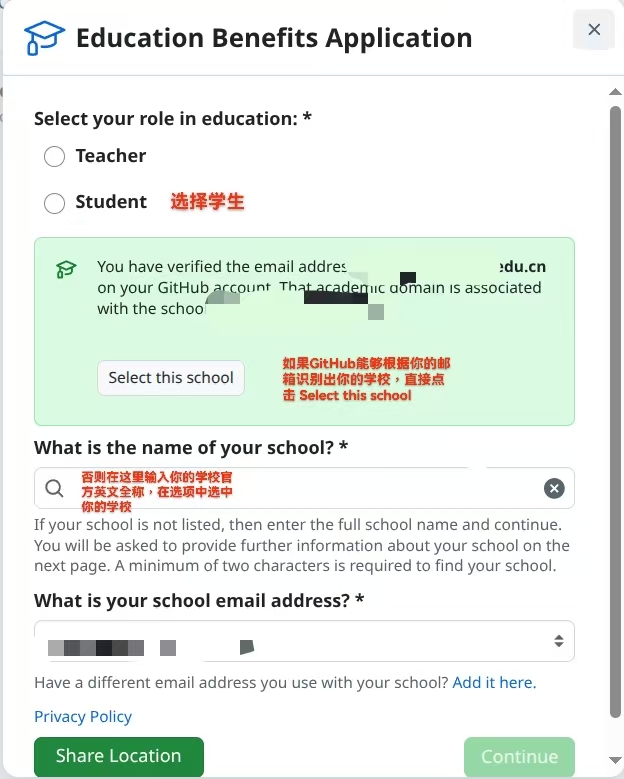 Education Benefits Application
Select your role in education: *
Teacher
Student 选择学生
You have verified the email addres edu.cn
on your GitHub account. That academic domain is associated
with the schoo
Select this school
如果GitHub能够根据你的邮
箱识别出你的学校，直接点
击 Select this school
What is the name of your school? *
否则在这里输入你的学校官
方英文全称，在选项中选中
你的学校
If your school is not listed, then enter the full school name and continue.
You will be asked to provide further information about your school on the
next page. A minimum of two characters is required to find your school.
What is your school email address? *
Have a different email address you use with your school? Add it here.
Privacy Policy
Share Location
Continue